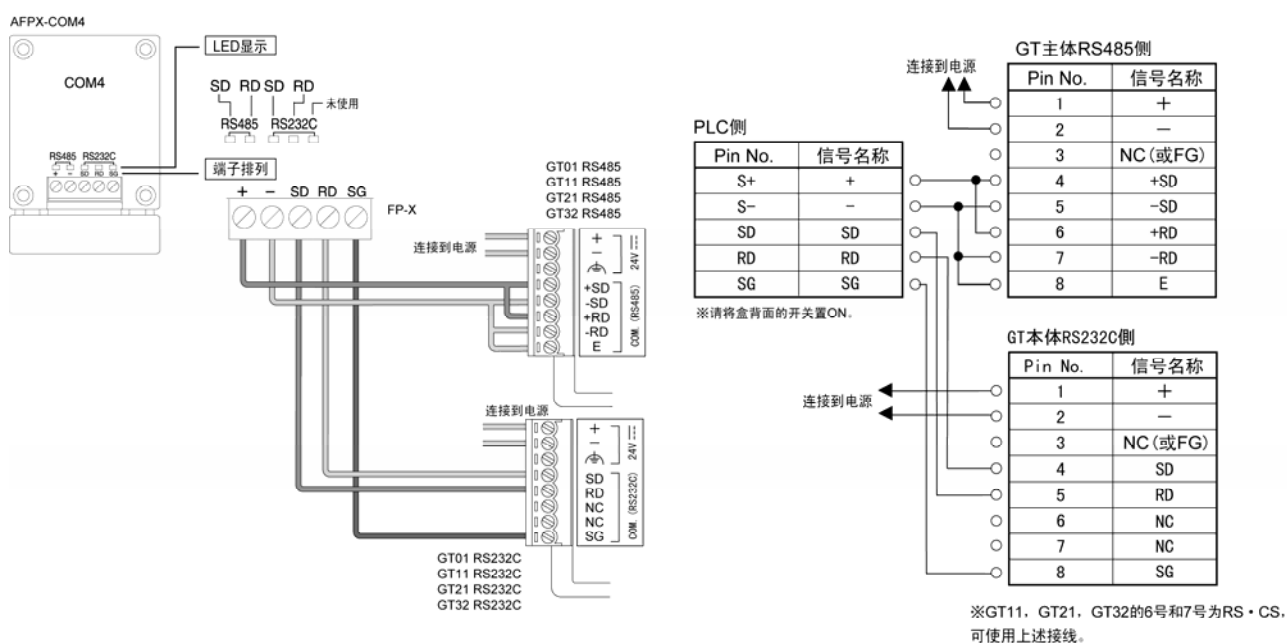 AFPX-COM4
COM4
RS485 RS232C
+ - SD RD SG
LED显示
SD RD SD RD
未使用
RS485 RS232C
端子排列
+ - SD RD SG
FP-X
GT01 RS485
GT11 RS485
GT21 RS485
GT32 RS485
连接到电源
+
-
24V
+SD
-SD
+RD
-RD
E
COM. (RS485)
连接到电源
+
-
24V
SD
RD
NC
NC
SG
COM. (RS232C)
GT01 RS232C
GT11 RS232C
GT21 RS232C
GT32 RS232C
PLC侧
Pin No. 信号名称
S+ +
S- -
SD SD
RD RD
SG SG
※请将盒背面的开关置ON.
GT主体RS485侧
连接到电源
Pin No. 信号名称
1 +
2 -
3 NC(或FG)
4 +SD
5 -SD
6 +RD
7 -RD
8 E
GT本体RS232C側
连接到电源
Pin No. 信号名称
1 +
2 -
3 NC(或FG)
4 SD
5 RD
6 NC
7 NC
8 SG
※GT11, GT21, GT32的6号和7号为RS・CS,
可使用上述接线。